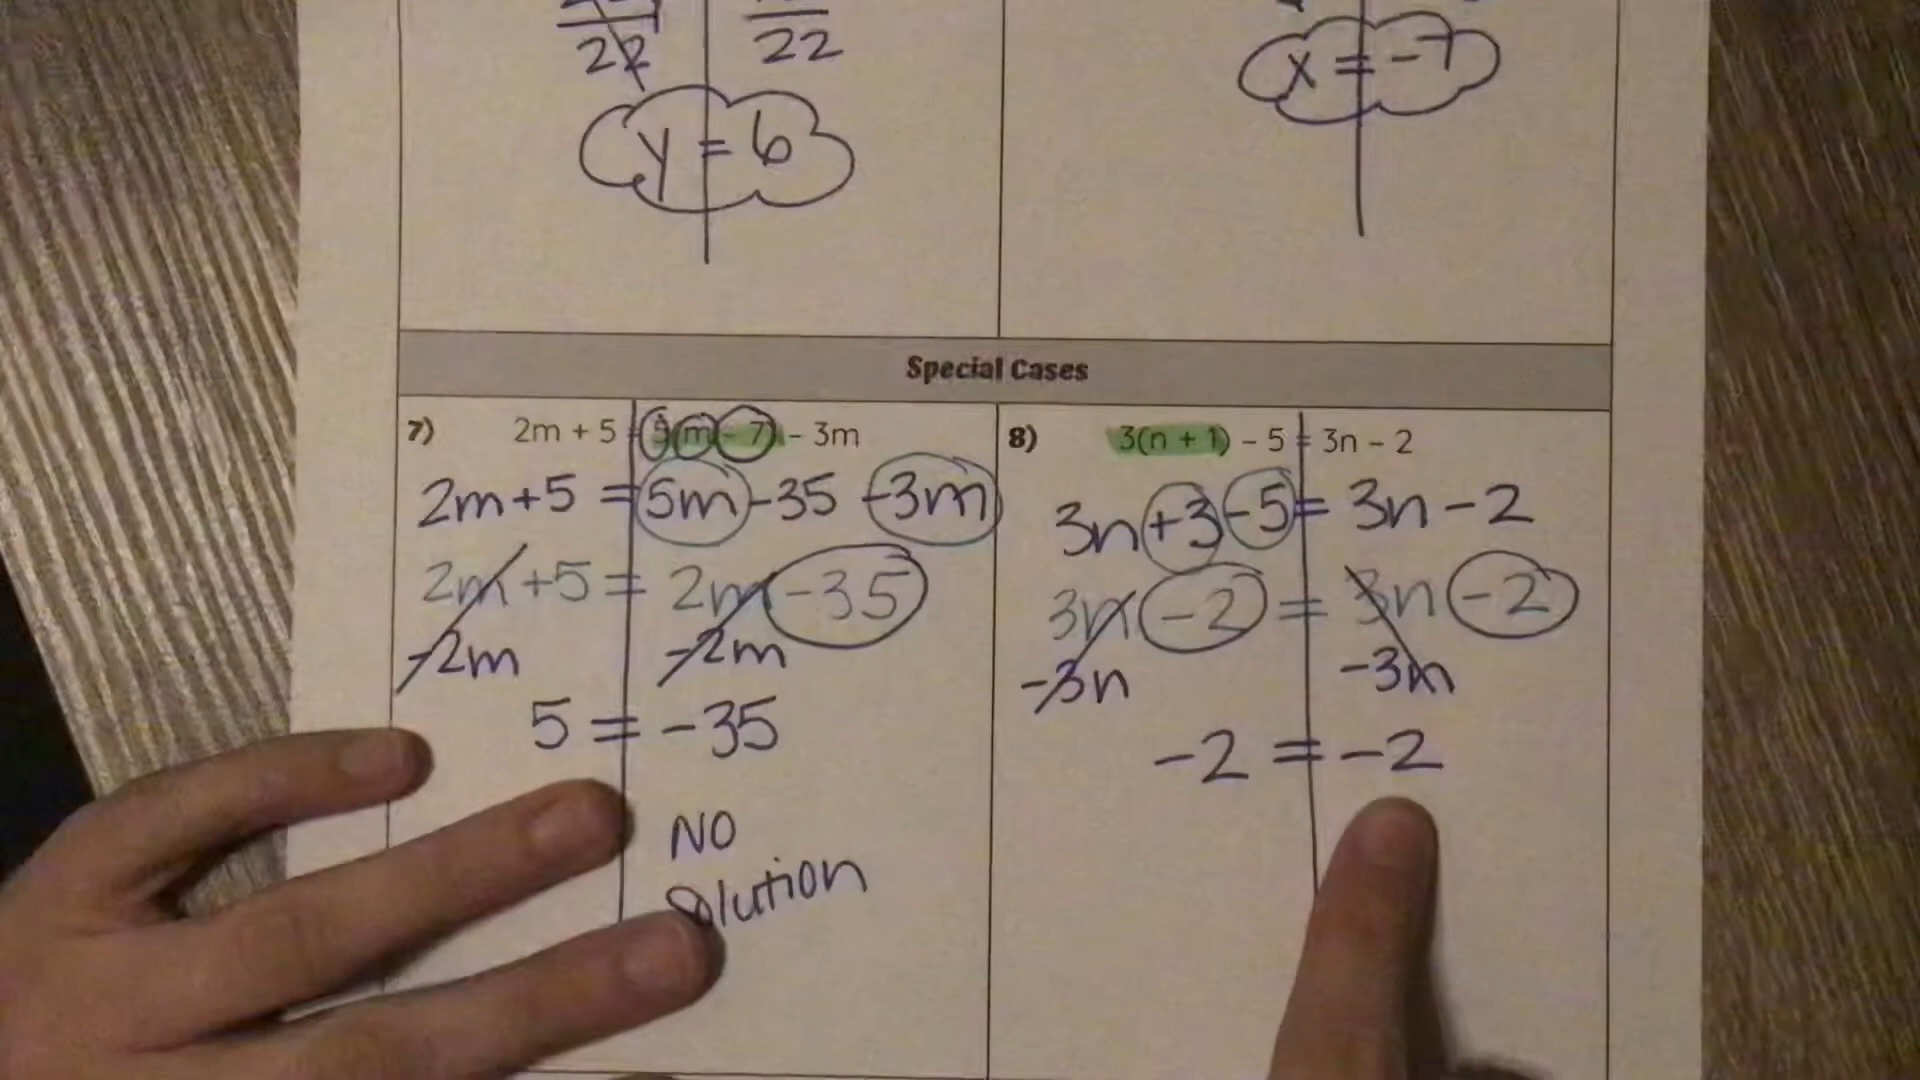 22
22
y = 6
x = -7
Special Cases
7) 2m + 5 = 5(m - 7) - 3m
2m+5 = 5m-35 -3m
2m+5 = 2m-35
-2m -2m
5 = -35
NO
Solution
8) 3(n + 1) - 5 = 3n - 2
3n+3-5 = 3n-2
3n-2 = 3n-2
-3n -3n
-2 = -2